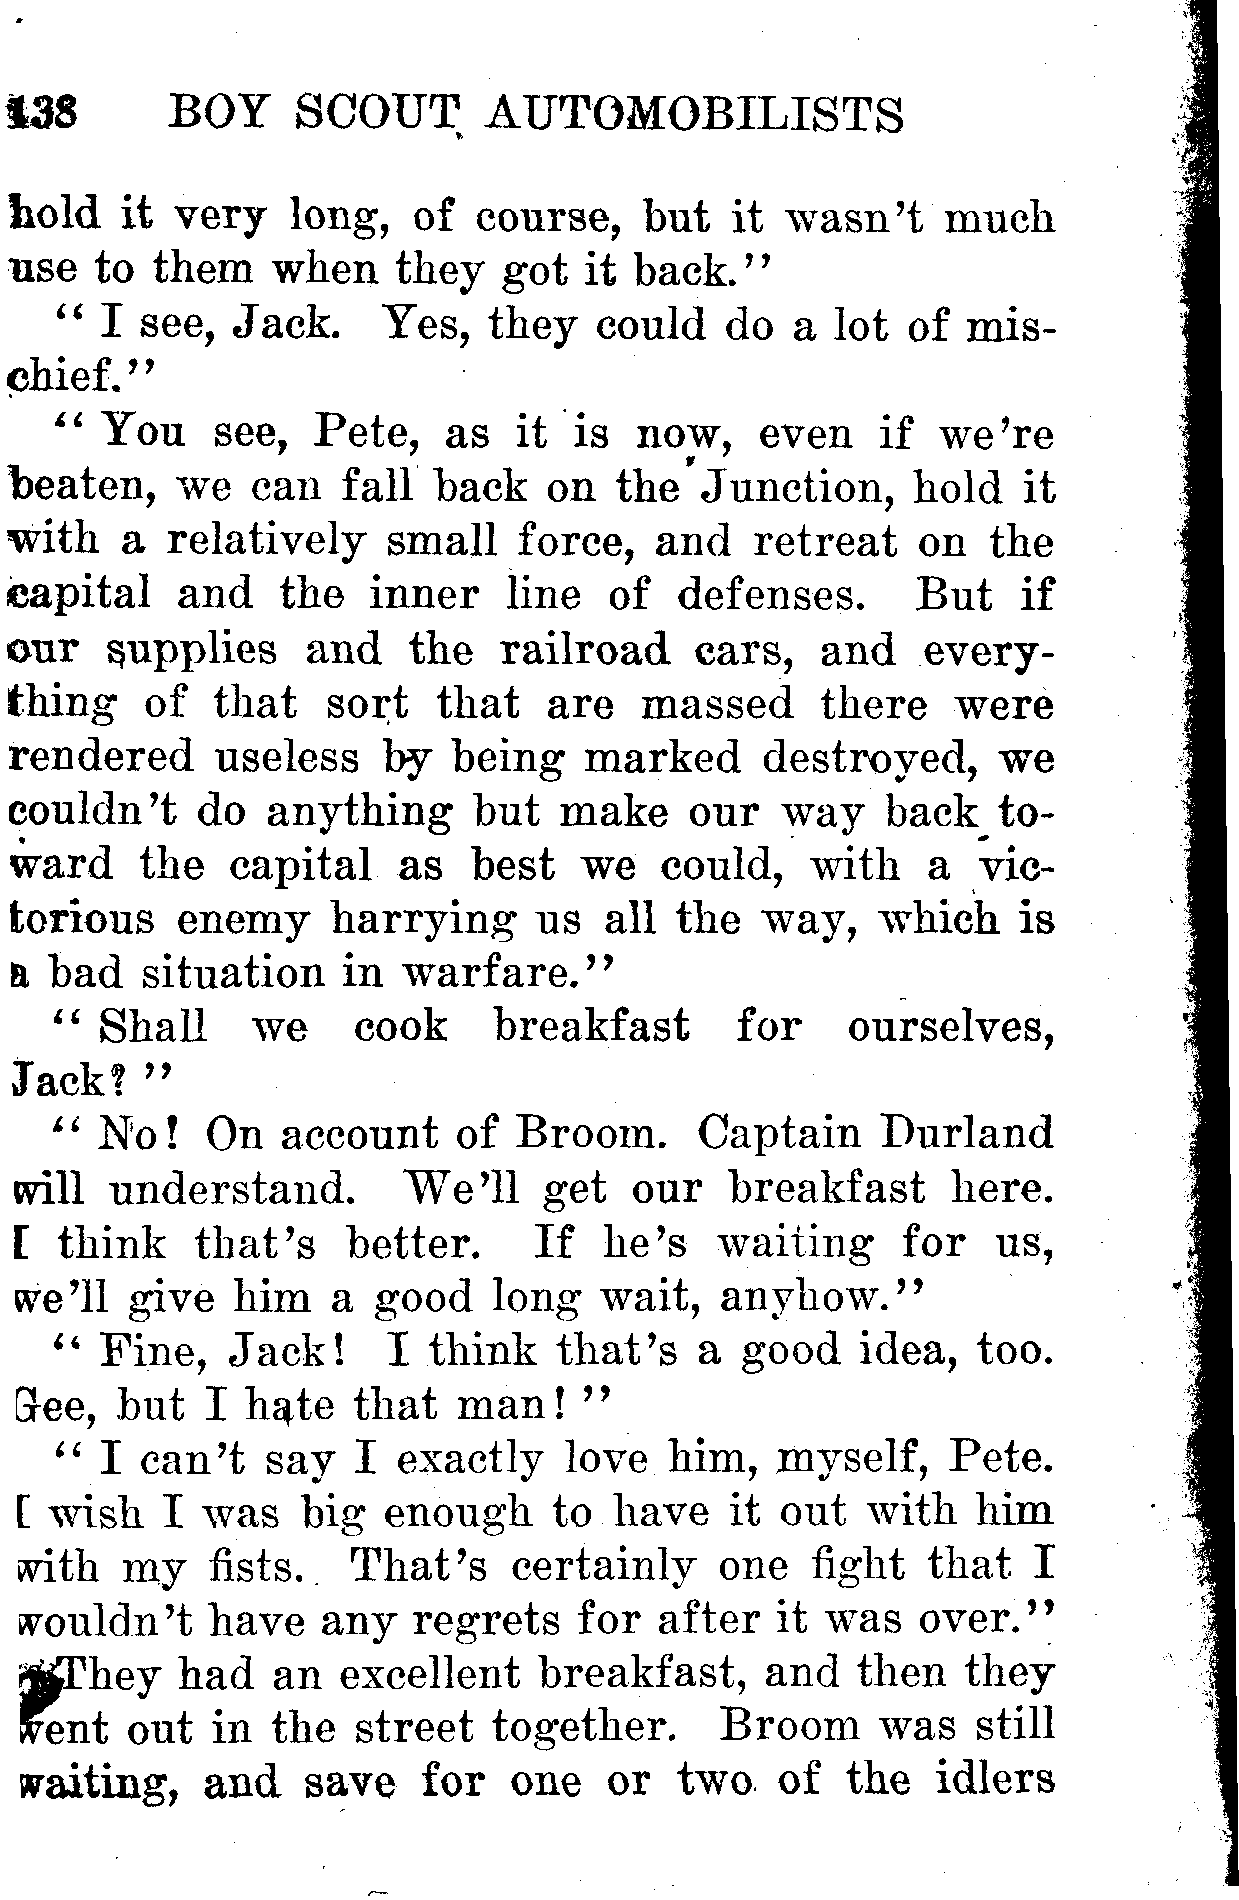 138 BOY SCOUT AUTOMOBILISTS
hold it very long, of course, but it wasn't much
use to them when they got it back."
" I see, Jack. Yes, they could do a lot of mis-
chief."
" You see, Pete, as it is now, even if we're
beaten, we can fall back on the Junction, hold it
with a relatively small force, and retreat on the
capital and the inner line of defenses. But if
our supplies and the railroad cars, and every-
thing of that sort that are massed there were
rendered useless by being marked destroyed, we
couldn't do anything but make our way back to-
ward the capital as best we could, with a vic-
torious enemy harrying us all the way, which is
a bad situation in warfare."
" Shall we cook breakfast for ourselves,
Jack? "
" No! On account of Broom. Captain Durland
will understand. We'll get our breakfast here.
I think that's better. If he's waiting for us,
we'll give him a good long wait, anyhow."
" Fine, Jack! I think that's a good idea, too.
Gee, but I hate that man! "
" I can't say I exactly love him, myself, Pete.
I wish I was big enough to have it out with him
with my fists. That's certainly one fight that I
wouldn't have any regrets for after it was over."
They had an excellent breakfast, and then they
went out in the street together. Broom was still
waiting, and save for one or two of the idlers